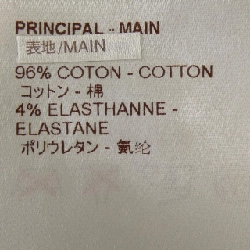 PRINCIPAL - MAIN
表地/MAIN
96% COTON - COTTON
コットン - 棉
4% ELASTHANNE -
ELASTANE
ポリウレタン - 氨纶